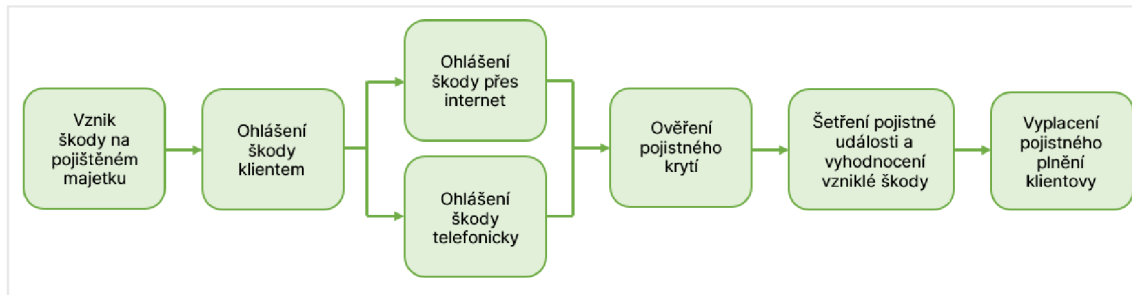 Vznik
škody na
pojištěném
majetku
Ohlášení
škody
klientem
Ohlášení
škody přes
internet
Ohlášení
škody
telefonicky
Ověření
pojistného
krytí
Šetření pojistné
události a
vyhodnocení
vzniklé škody
Vyplacení
pojistného
plnění
klientovy